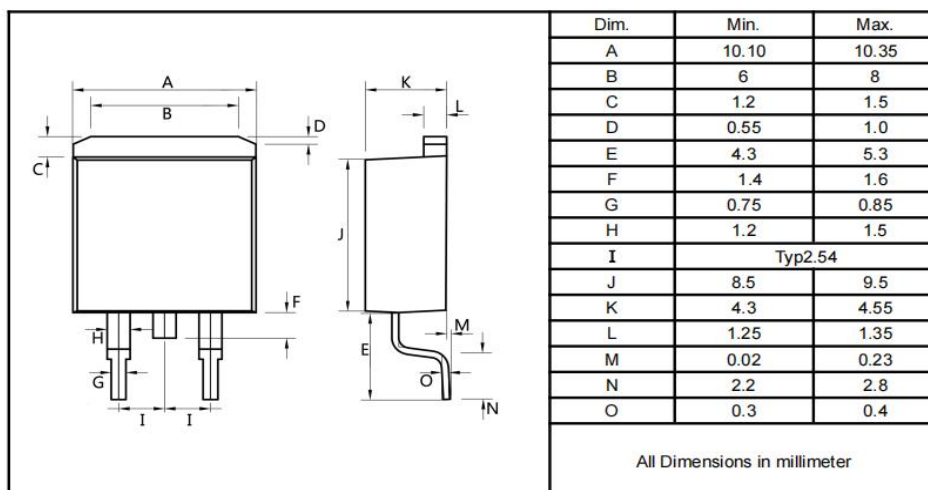 A
B
D
C
F
H
G
I I
K
L
J
M
E
O
N
Dim. Min. Max.
A 10.10 10.35
B 6 8
C 1.2 1.5
D 0.55 1.0
E 4.3 5.3
F 1.4 1.6
G 0.75 0.85
H 1.2 1.5
I Typ2.54
J 8.5 9.5
K 4.3 4.55
L 1.25 1.35
M 0.02 0.23
N 2.2 2.8
O 0.3 0.4
All Dimensions in millimeter